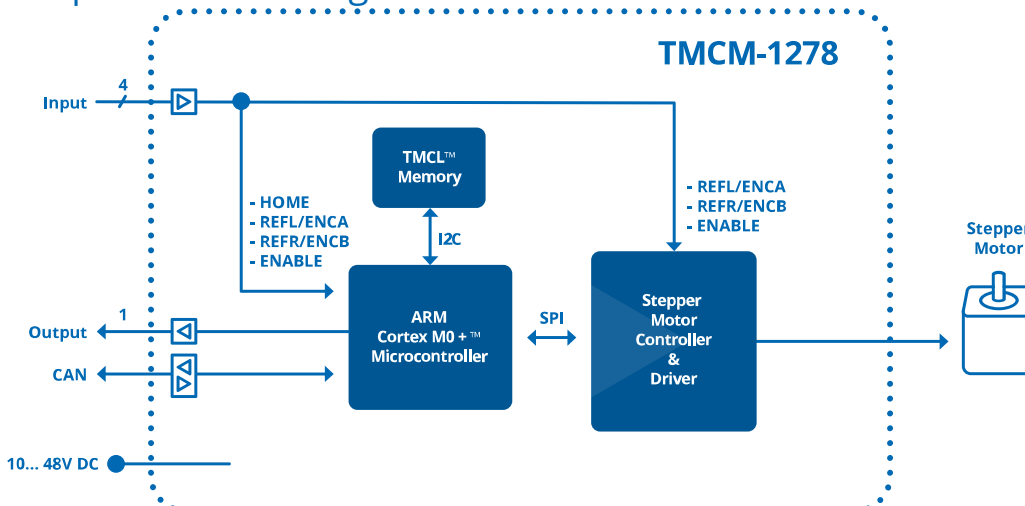 TMCM-1278
4
Input
TMCL™
Memory
- HOME
- REFL/ENCA
- REFR/ENCB
- ENABLE
I2C
- REFL/ENCA
- REFR/ENCB
- ENABLE
Stepper
Motor
1
Output
CAN
ARM
Cortex M0 + ™
Microcontroller
SPI
Stepper
Motor
Controller
&
Driver
10... 48V DC